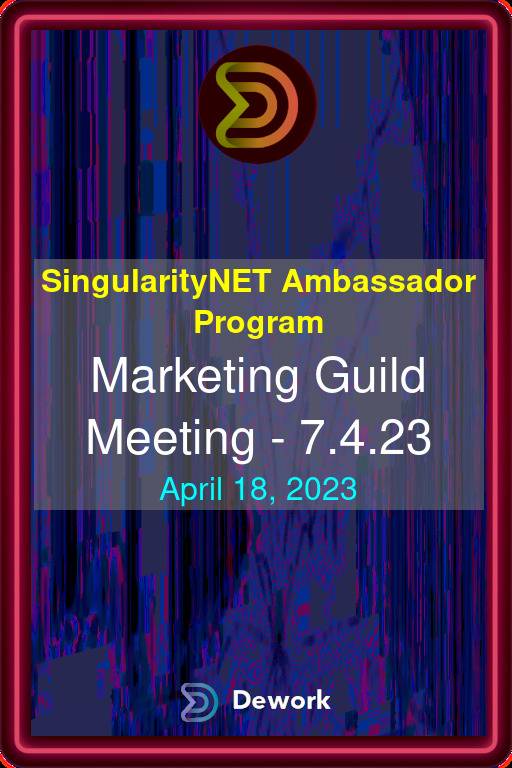 SingularityNET Ambassador
Program
Marketing Guild
Meeting - 7.4.23
April 18, 2023
Dework